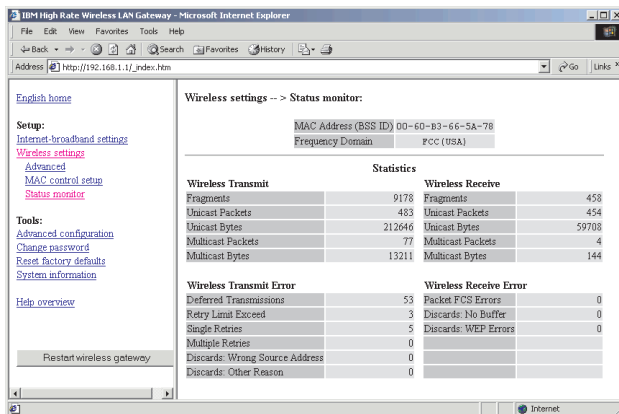 IBM High Rate Wireless LAN Gateway - Microsoft Internet Explorer
File Edit View Favorites Tools Help
Back Search Favorites History
Address http://192.168.1.1/_index.htm Go Links
English home
Setup:
Internet-broadband settings
Wireless settings
Advanced
MAC control setup
Status monitor
Tools:
Advanced configuration
Change password
Reset factory defaults
System information
Help overview
Restart wireless gateway
Wireless settings -- > Status monitor:
MAC Address (BSS ID) 00-60-B3-66-5A-78
Frequency Domain FCC (USA)
Statistics
Wireless Transmit Wireless Receive
Fragments 9178 Fragments 458
Unicast Packets 483 Unicast Packets 454
Unicast Bytes 212646 Unicast Bytes 59708
Multicast Packets 77 Multicast Packets 4
Multicast Bytes 13211 Multicast Bytes 144
Wireless Transmit Error Wireless Receive Error
Deferred Transmissions 53 Packet FCS Errors 0
Retry Limit Exceed 3 Discards: No Buffer 0
Single Retries 5 Discards: WEP Errors 0
Multiple Retries 0
Discards: Wrong Source Address 0
Discards: Other Reason 0
Internet